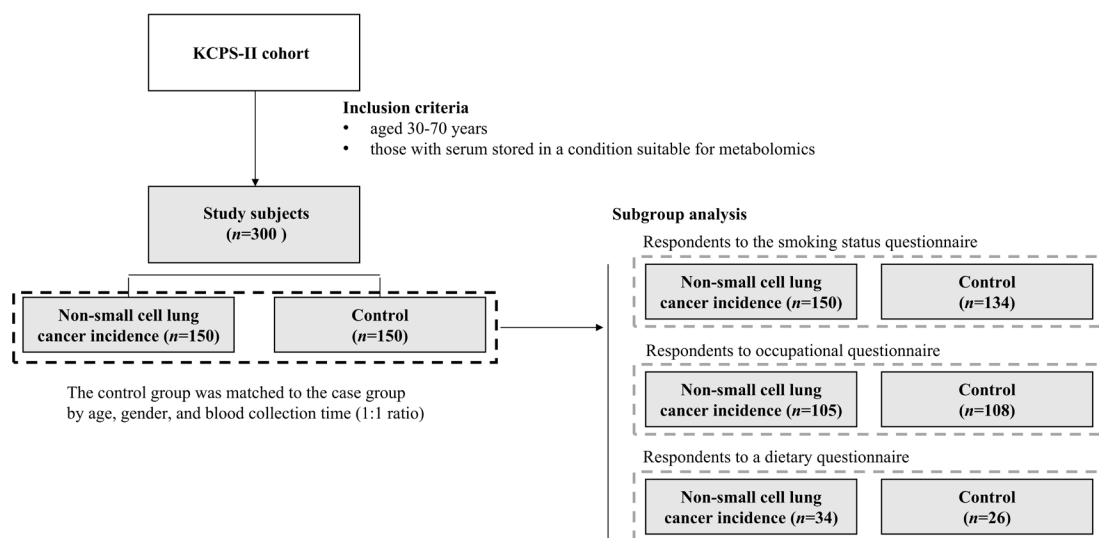 KCPS-II cohort
Inclusion criteria
• aged 30-70 years
• those with serum stored in a condition suitable for metabolomics
Study subjects
(n=300 )
Non-small cell lung
cancer incidence (n=150)
Control
(n=150)
The control group was matched to the case group
by age, gender, and blood collection time (1:1 ratio)
Subgroup analysis
Respondents to the smoking status questionnaire
Non-small cell lung
cancer incidence (n=150)
Control
(n=134)
Respondents to occupational questionnaire
Non-small cell lung
cancer incidence (n=105)
Control
(n=108)
Respondents to a dietary questionnaire
Non-small cell lung
cancer incidence (n=34)
Control
(n=26)